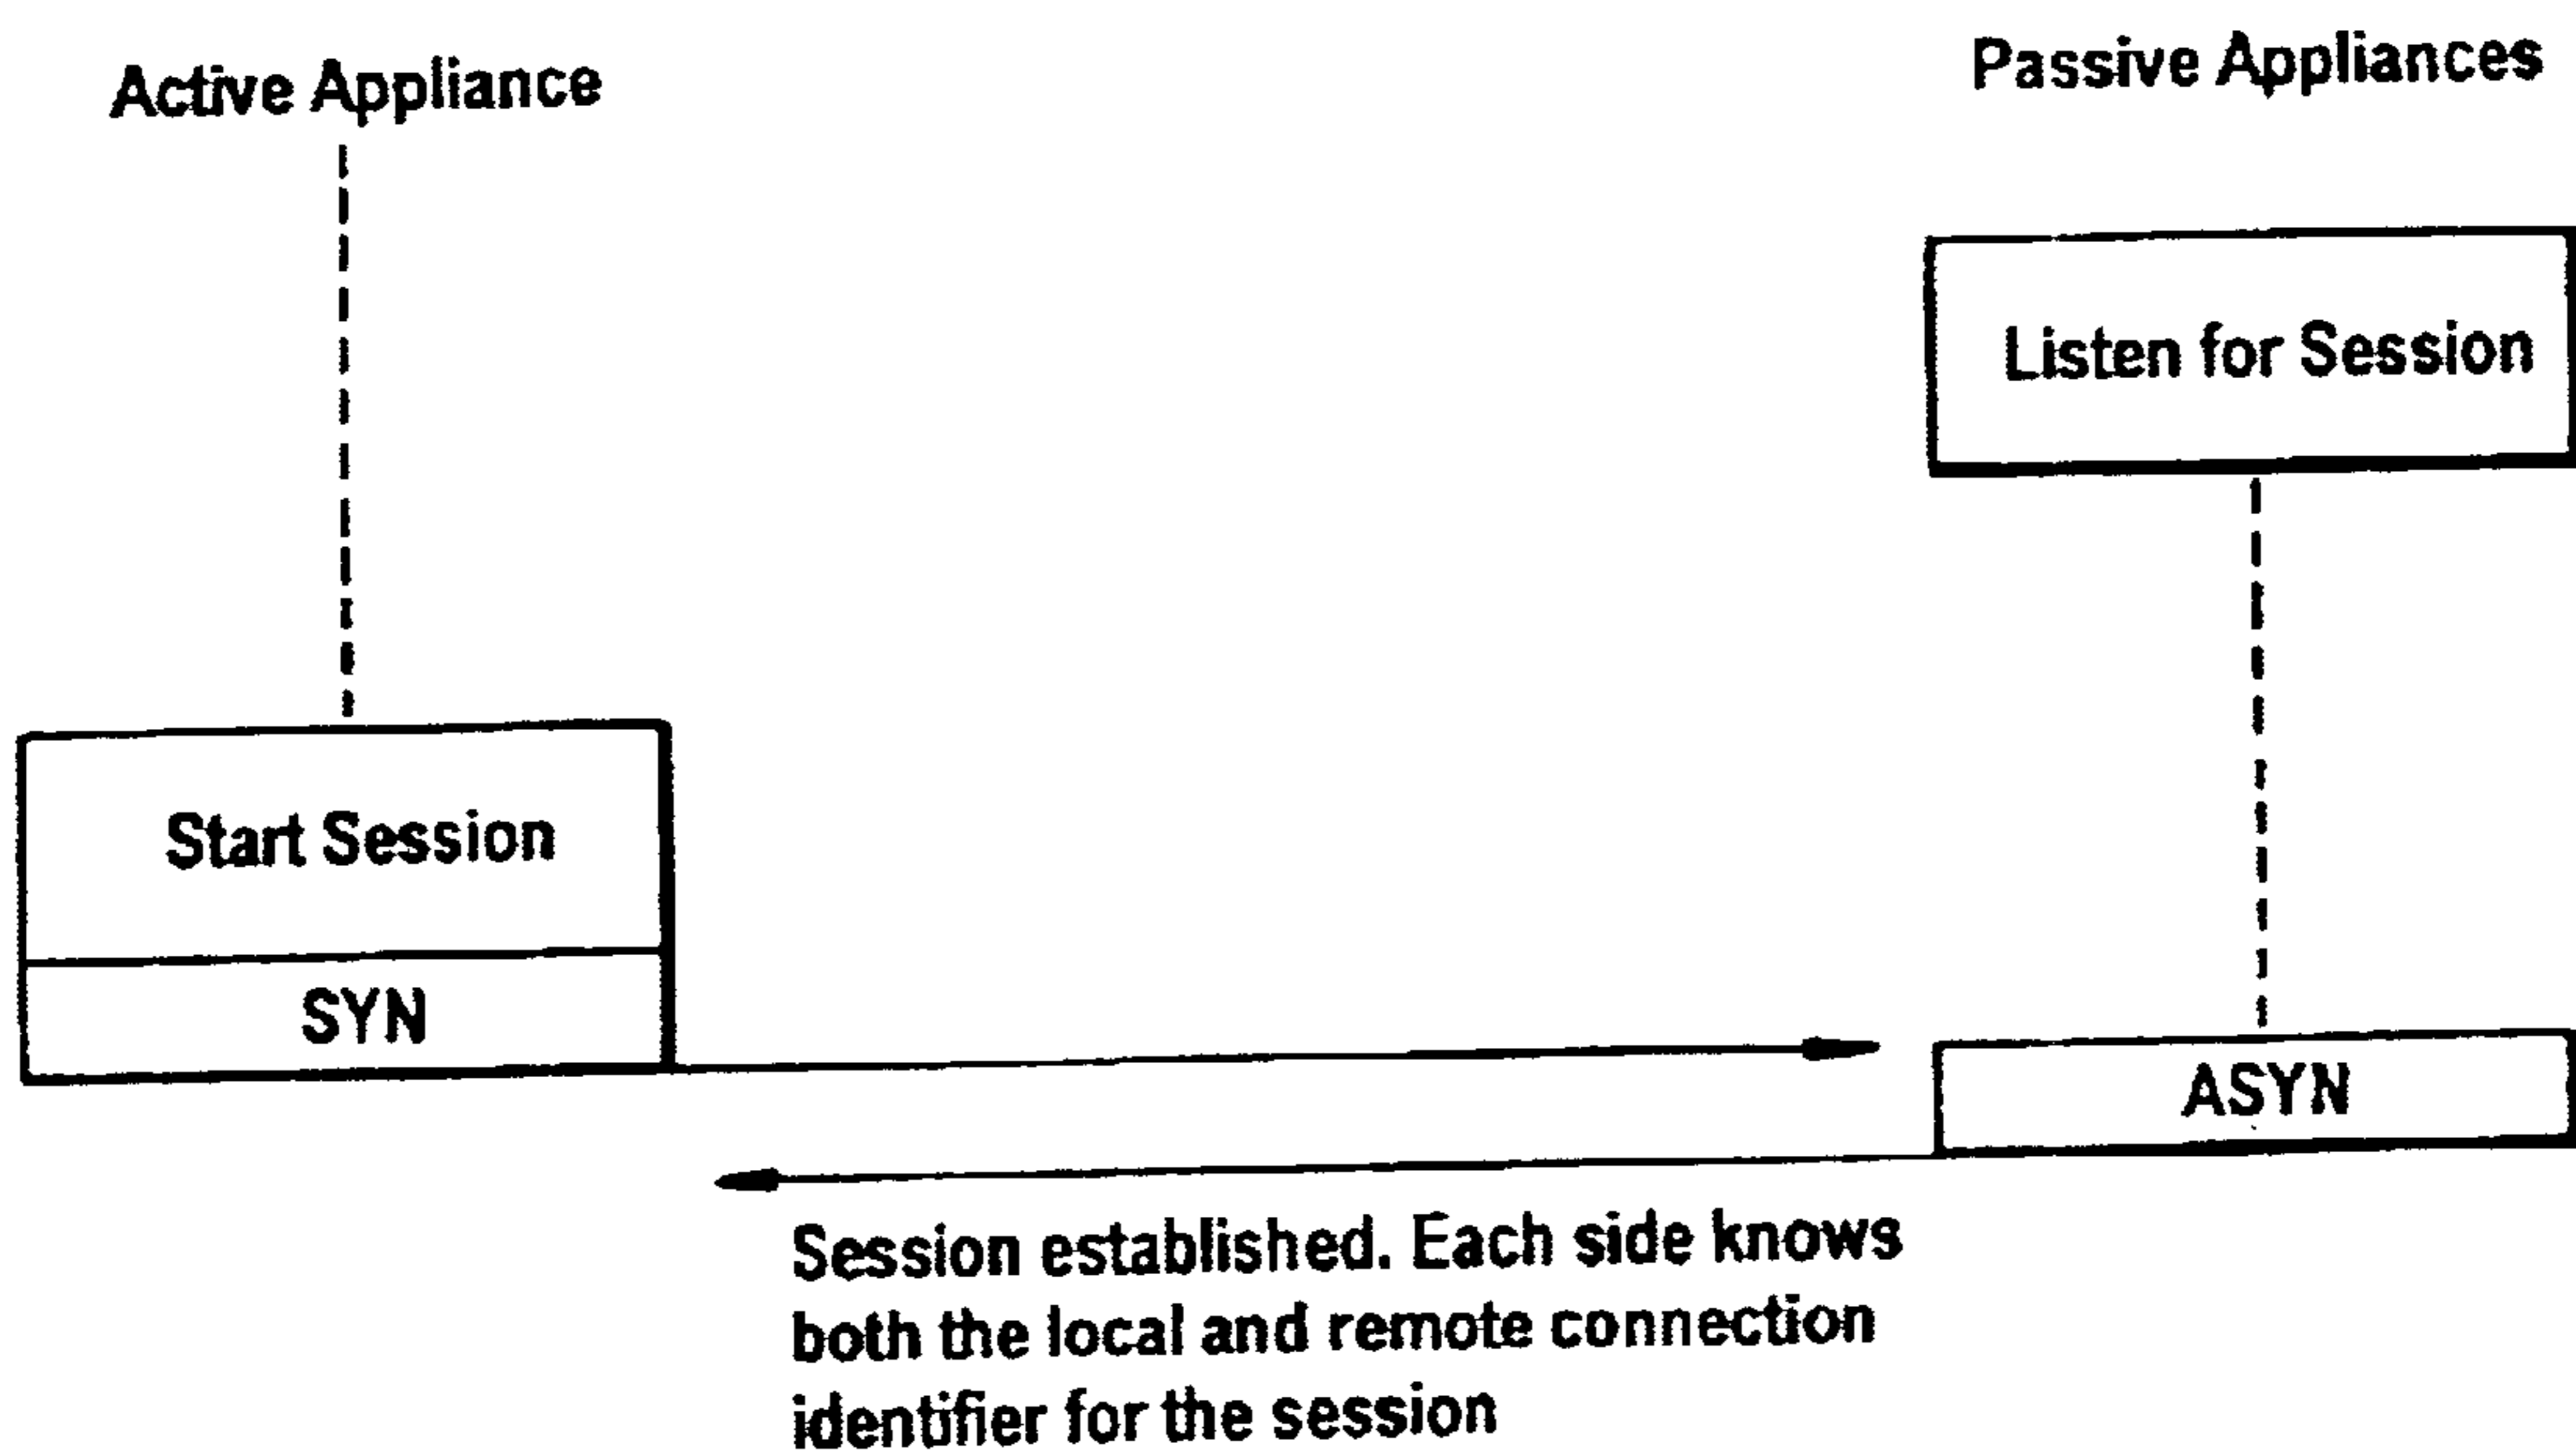 Active Appliance
Passive Appliances
Listen for Session
Start Session
SYN
ASYN
Session established. Each side knows
both the local and remote connection
identifier for the session